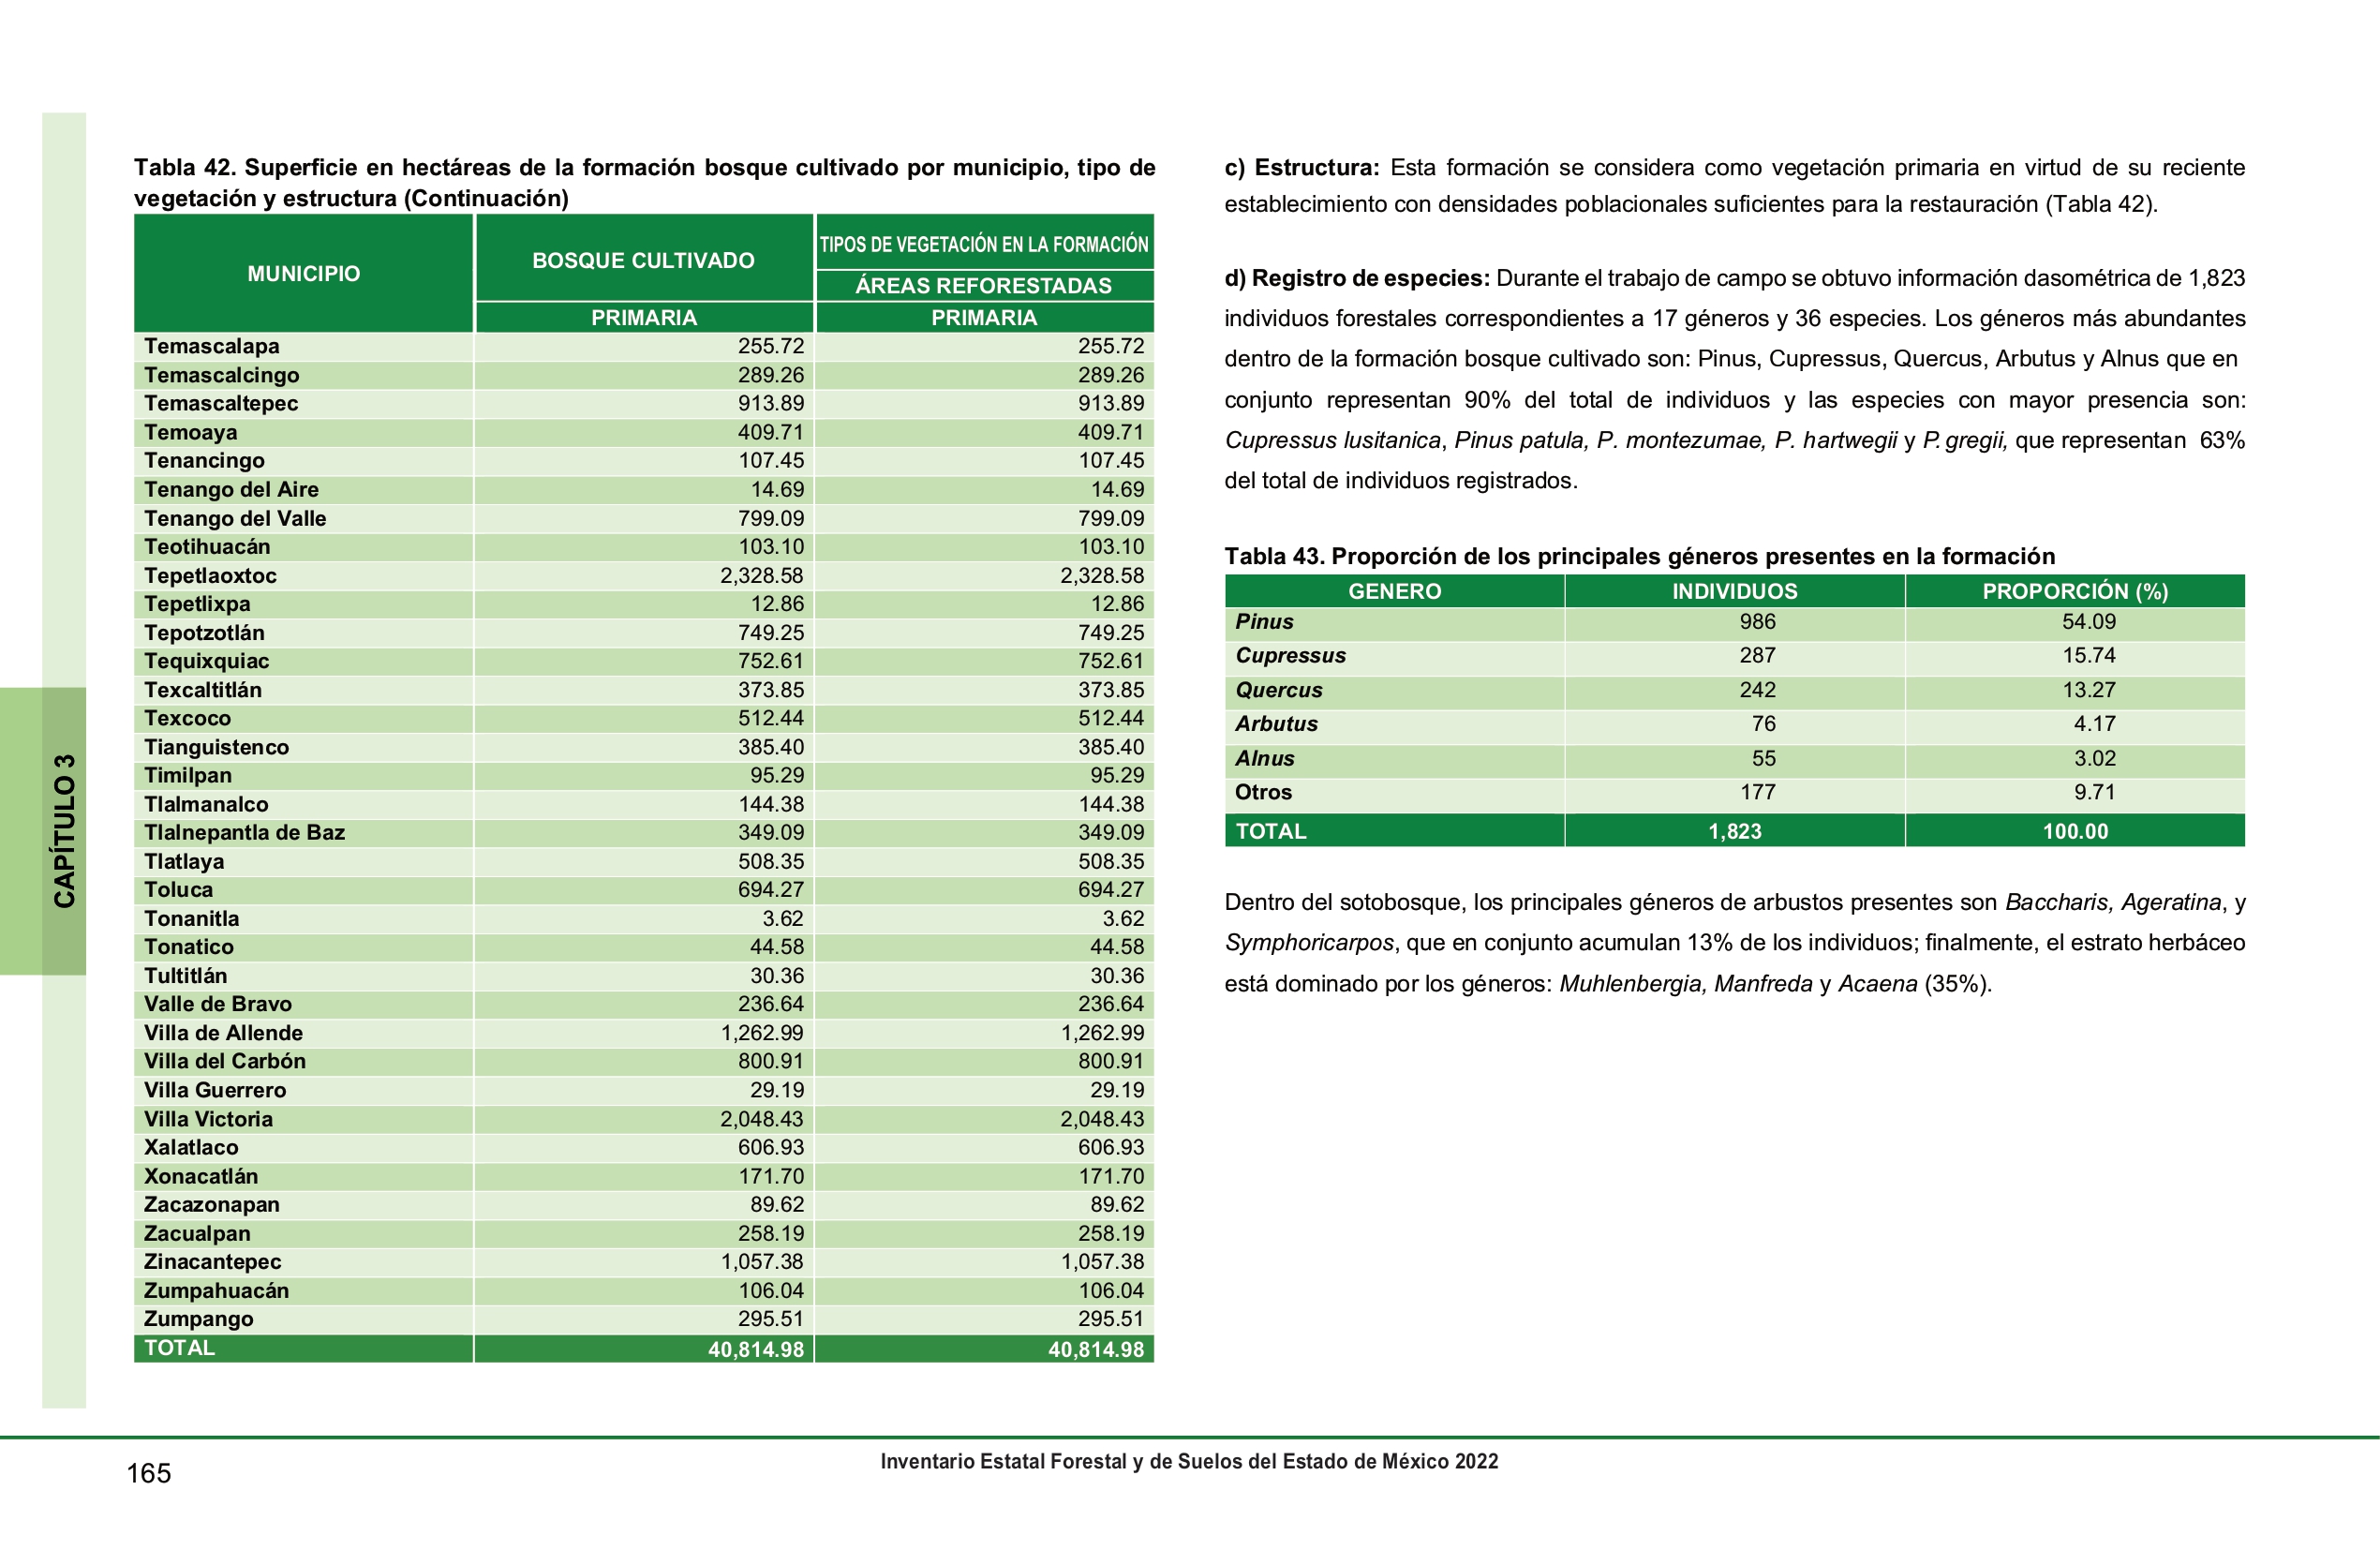 Tabla 42. Superficie en hectáreas de la formación bosque cultivado por municipio, tipo de
vegetación y estructura (Continuación)
MUNICIPIO
BOSQUE CULTIVADO
TIPOS DE VEGETACIÓN EN LA FORMACIÓN
ÁREAS REFORESTADAS
PRIMARIA PRIMARIA
Temascalapa 255.72 255.72
Temascalcingo 289.26 289.26
Temascaltepec 913.89 913.89
Temoaya 409.71 409.71
Tenancingo 107.45 107.45
Tenango del Aire 14.69 14.69
Tenango del Valle 799.09 799.09
Teotihuacán 103.10 103.10
Tepetlaoxtoc 2,328.58 2,328.58
Tepetlixpa 12.86 12.86
Tepotzotlán 749.25 749.25
Tequixquiac 752.61 752.61
Texcaltitlán 373.85 373.85
Texcoco 512.44 512.44
Tianguistenco 385.40 385.40
Timilpan 95.29 95.29
Tlalmanalco 144.38 144.38
Tlalnepantla de Baz 349.09 349.09
Tlatlaya 508.35 508.35
Toluca 694.27 694.27
Tonanitla 3.62 3.62
Tonatico 44.58 44.58
Tultitlán 30.36 30.36
Valle de Bravo 236.64 236.64
Villa de Allende 1,262.99 1,262.99
Villa del Carbón 800.91 800.91
Villa Guerrero 29.19 29.19
Villa Victoria 2,048.43 2,048.43
Xalatlaco 606.93 606.93
Xonacatlán 171.70 171.70
Zacazonapan 89.62 89.62
Zacualpan 258.19 258.19
Zinacantepec 1,057.38 1,057.38
Zumpahuacán 106.04 106.04
Zumpango 295.51 295.51
TOTAL 40,814.98 40,814.98
c) Estructura: Esta formación se considera como vegetación primaria en virtud de su reciente
establecimiento con densidades poblacionales suficientes para la restauración (Tabla 42).
d) Registro de especies: Durante el trabajo de campo se obtuvo información dasométrica de 1,823
individuos forestales correspondientes a 17 géneros y 36 especies. Los géneros más abundantes
dentro de la formación bosque cultivado son: Pinus, Cupressus, Quercus, Arbutus y Alnus que en
conjunto representan 90% del total de individuos y las especies con mayor presencia son:
Cupressus lusitanica, Pinus patula, P. montezumae, P. hartwegii y P. gregii, que representan 63%
del total de individuos registrados.
Tabla 43. Proporción de los principales géneros presentes en la formación
GENERO INDIVIDUOS PROPORCIÓN (%)
Pinus 986 54.09
Cupressus 287 15.74
Quercus 242 13.27
Arbutus 76 4.17
Alnus 55 3.02
Otros 177 9.71
TOTAL 1,823 100.00
Dentro del sotobosque, los principales géneros de arbustos presentes son Baccharis, Ageratina, y
Symphoricarpos, que en conjunto acumulan 13% de los individuos; finalmente, el estrato herbáceo
está dominado por los géneros: Muhlenbergia, Manfreda y Acaena (35%).
CAPÍTULO 3
165
Inventario Estatal Forestal y de Suelos del Estado de México 2022